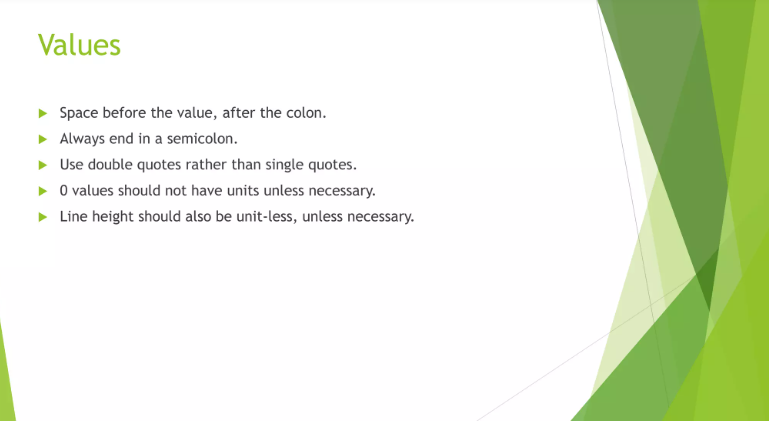 Values
Space before the value, after the colon.
Always end in a semicolon.
Use double quotes rather than single quotes.
0 values should not have units unless necessary.
Line height should also be unit-less, unless necessary.